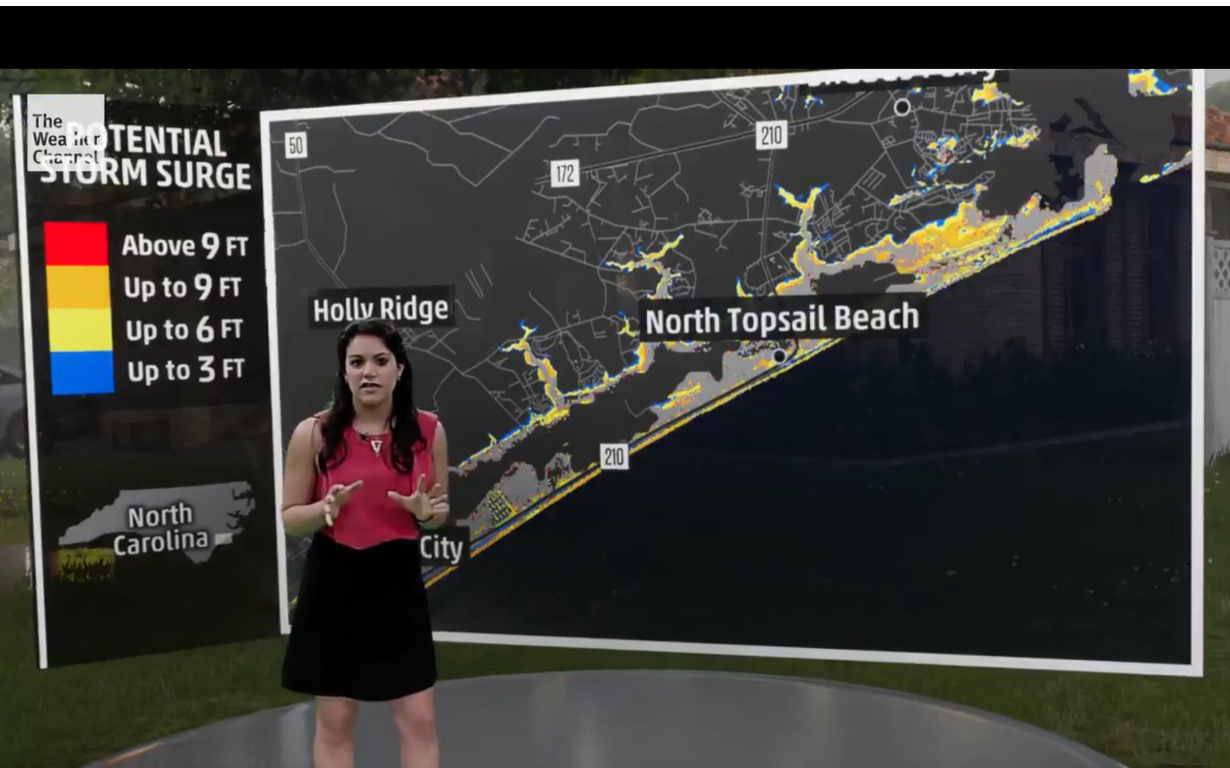 The
Weather
Channel
POTENTIAL
STORM SURGE
Above 9 FT
Up to 9 FT
Up to 6 FT
Up to 3 FT
North
Carolina
50
172
210
Holly Ridge
North Topsail Beach
210
City